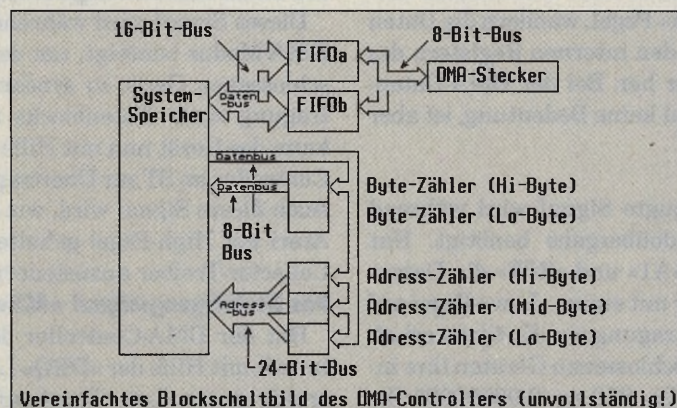 -Pegel, 
16-Bit-Bus
8-Bit-Bus
FIFOa
DMA-Stecker
System-
Speicher
Daten
-bus
FIFOb
Datenbus
Datenbus
Byte-Zähler (Hi-Byte)
Byte-Zähler (Lo-Byte)
8-Bit
Bus
Adress-Zähler (Hi-Byte)
Adress
-bus
Adress-Zähler (Mid-Byte)
Adress-Zähler (Lo-Byte)
24-Bit-Bus
Vereinfachtes Blockschaltbild des DMA-Controllers (unvollständig!)